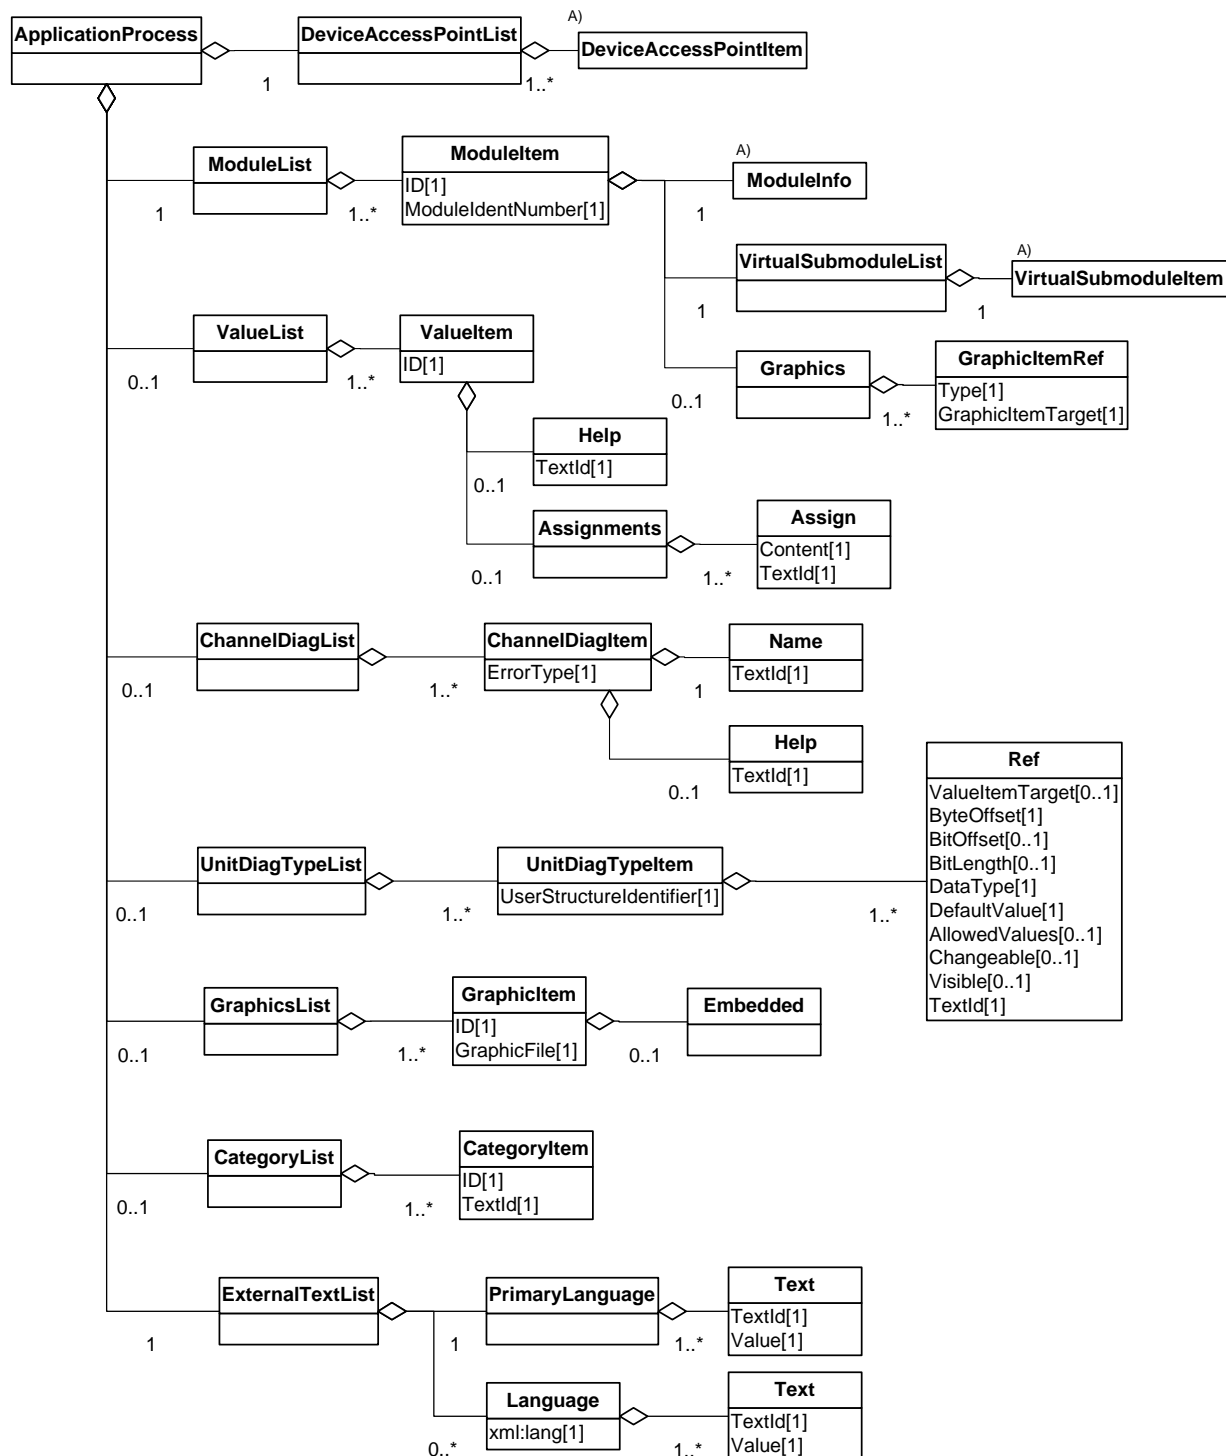 A)
ApplicationProcess
DeviceAccessPointList
DeviceAccessPointItem
1
1..*
ModuleList
ModuleItem
ID[1]
ModuleIdentNumber[1]
A)
ModuleInfo
1
1..*
1
VirtualSubmoduleList
A)
VirtualSubmoduleItem
1
1
ValueList
ValueItem
ID[1]
0..1
1..*
Graphics
GraphicItemRef
Type[1]
GraphicItemTarget[1]
0..1
1..*
Help
TextId[1]
0..1
Assignments
Assign
Content[1]
TextId[1]
0..1
1..*
ChannelDiagList
ChannelDiagItem
ErrorType[1]
Name
TextId[1]
0..1
1..*
1
Help
TextId[1]
0..1
Ref
ValueItemTarget[0..1]
ByteOffset[1]
BitOffset[0..1]
BitLength[0..1]
DataType[1]
DefaultValue[1]
AllowedValues[0..1]
Changeable[0..1]
Visible[0..1]
TextId[1]
UnitDiagTypeList
UnitDiagTypeItem
UserStructureIdentifier[1]
0..1
1..*
1..*
GraphicsList
GraphicItem
ID[1]
GraphicFile[1]
Embedded
0..1
1..*
0..1
CategoryList
CategoryItem
ID[1]
TextId[1]
0..1
1..*
ExternalTextList
PrimaryLanguage
Text
TextId[1]
Value[1]
1
1
1..*
Language
xml:lang[1]
Text
TextId[1]
Value[1]
0..*
1..*